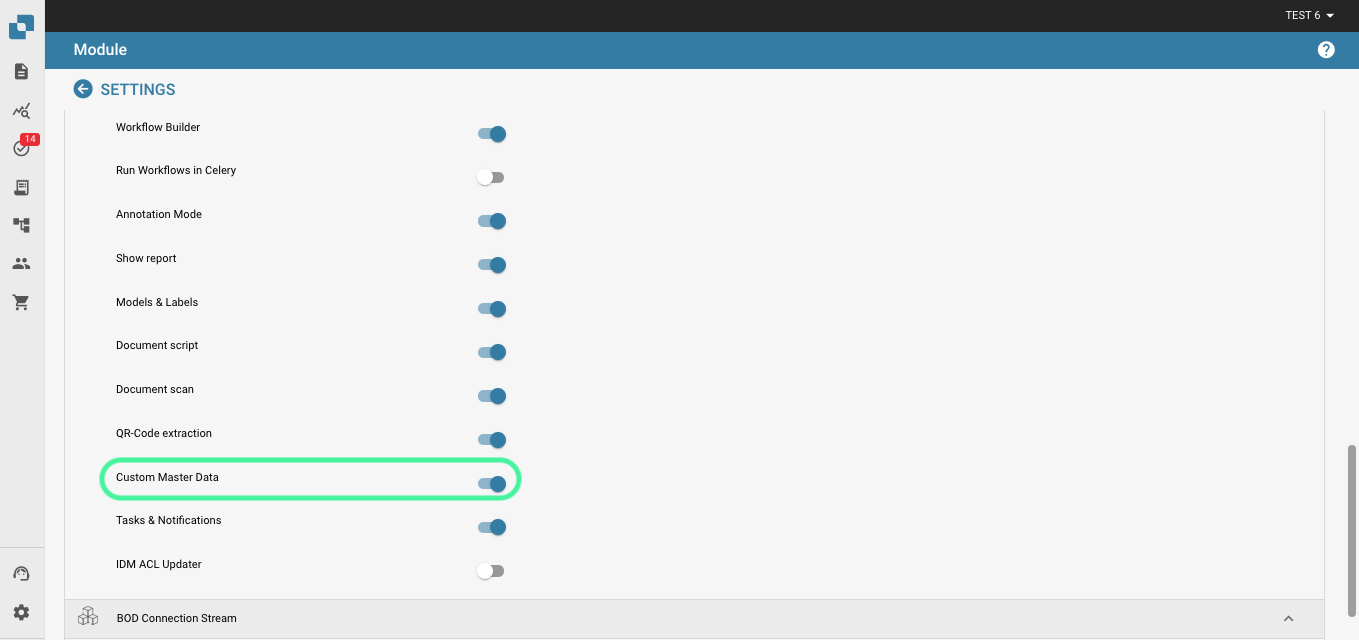 TEST 6
Module
SETTINGS
14
Workflow Builder
Run Workflows in Celery
Annotation Mode
Show report
Models & Labels
Document script
Document scan
QR-Code extraction
Custom Master Data
Tasks & Notifications
IDM ACL Updater
BOD Connection Stream